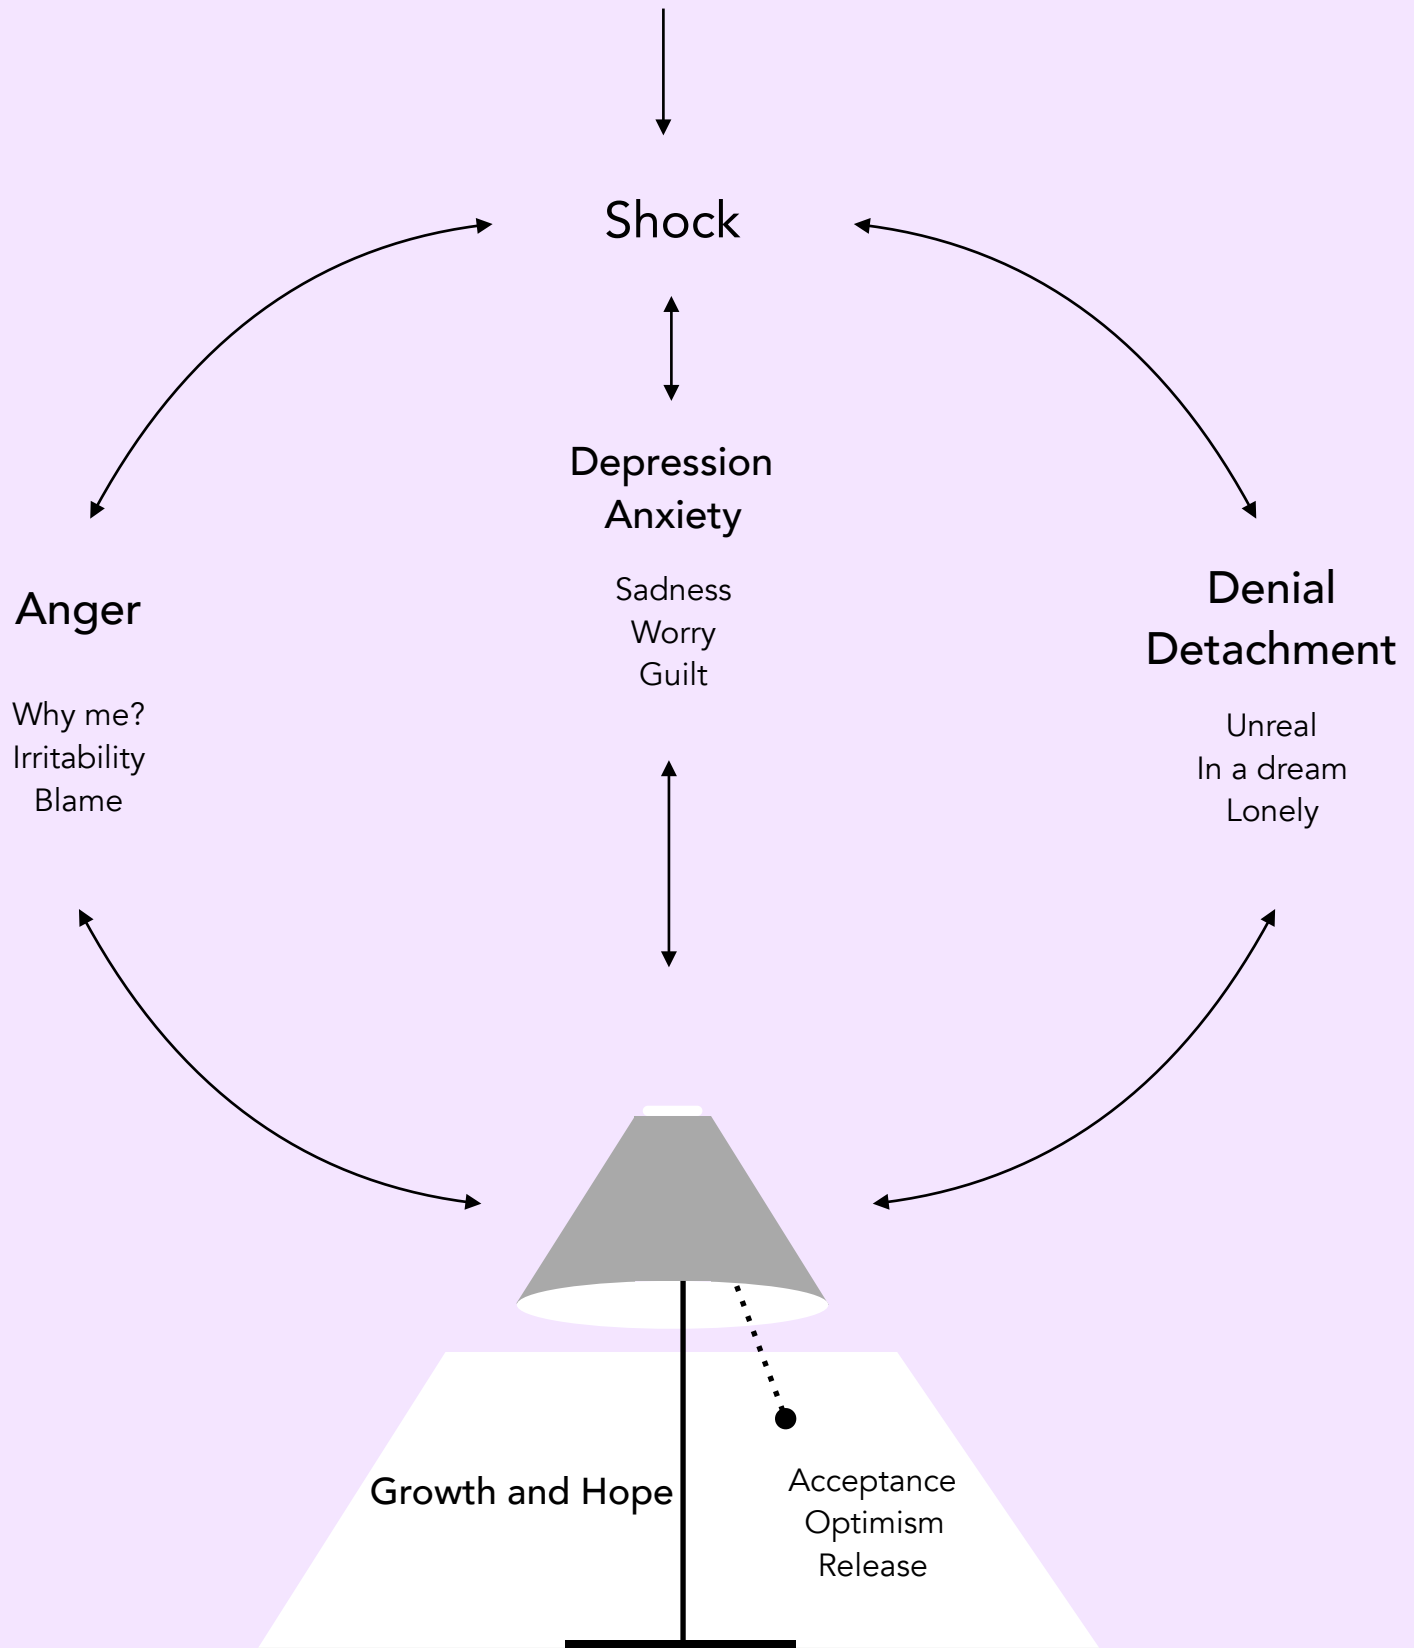 Shock
Depression
Anxiety
Sadness
Worry
Guilt
Anger
Why me?
Irritability
Blame
Denial
Detachment
Unreal
In a dream
Lonely
Growth and Hope
Acceptance
Optimism
Release